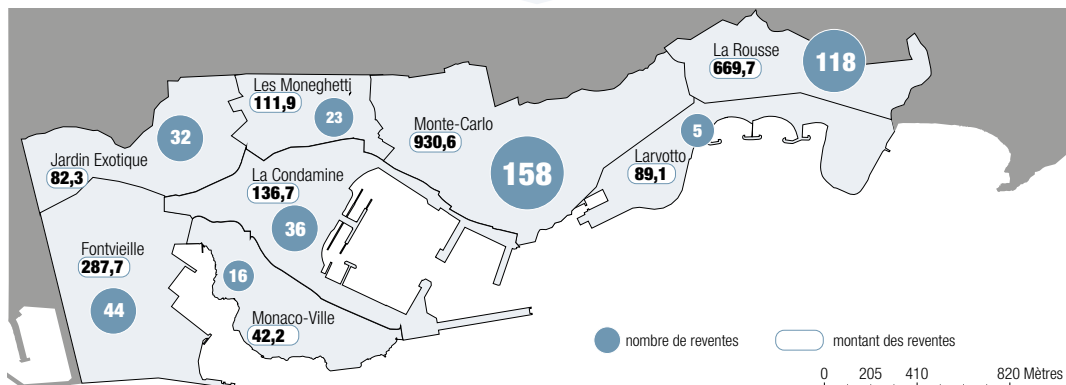 La Rousse
669,7
118
Les Moneghetti
111,9
23
Monte-Carlo
930,6
158
5
Larvotto
89,1
32
Jardin Exotique
82,3
La Condamine
136,7
36
Fontvieille
287,7
44
16
Monaco-Ville
42,2
nombre de reventes
montant des reventes
0 205 410 820 Mètres